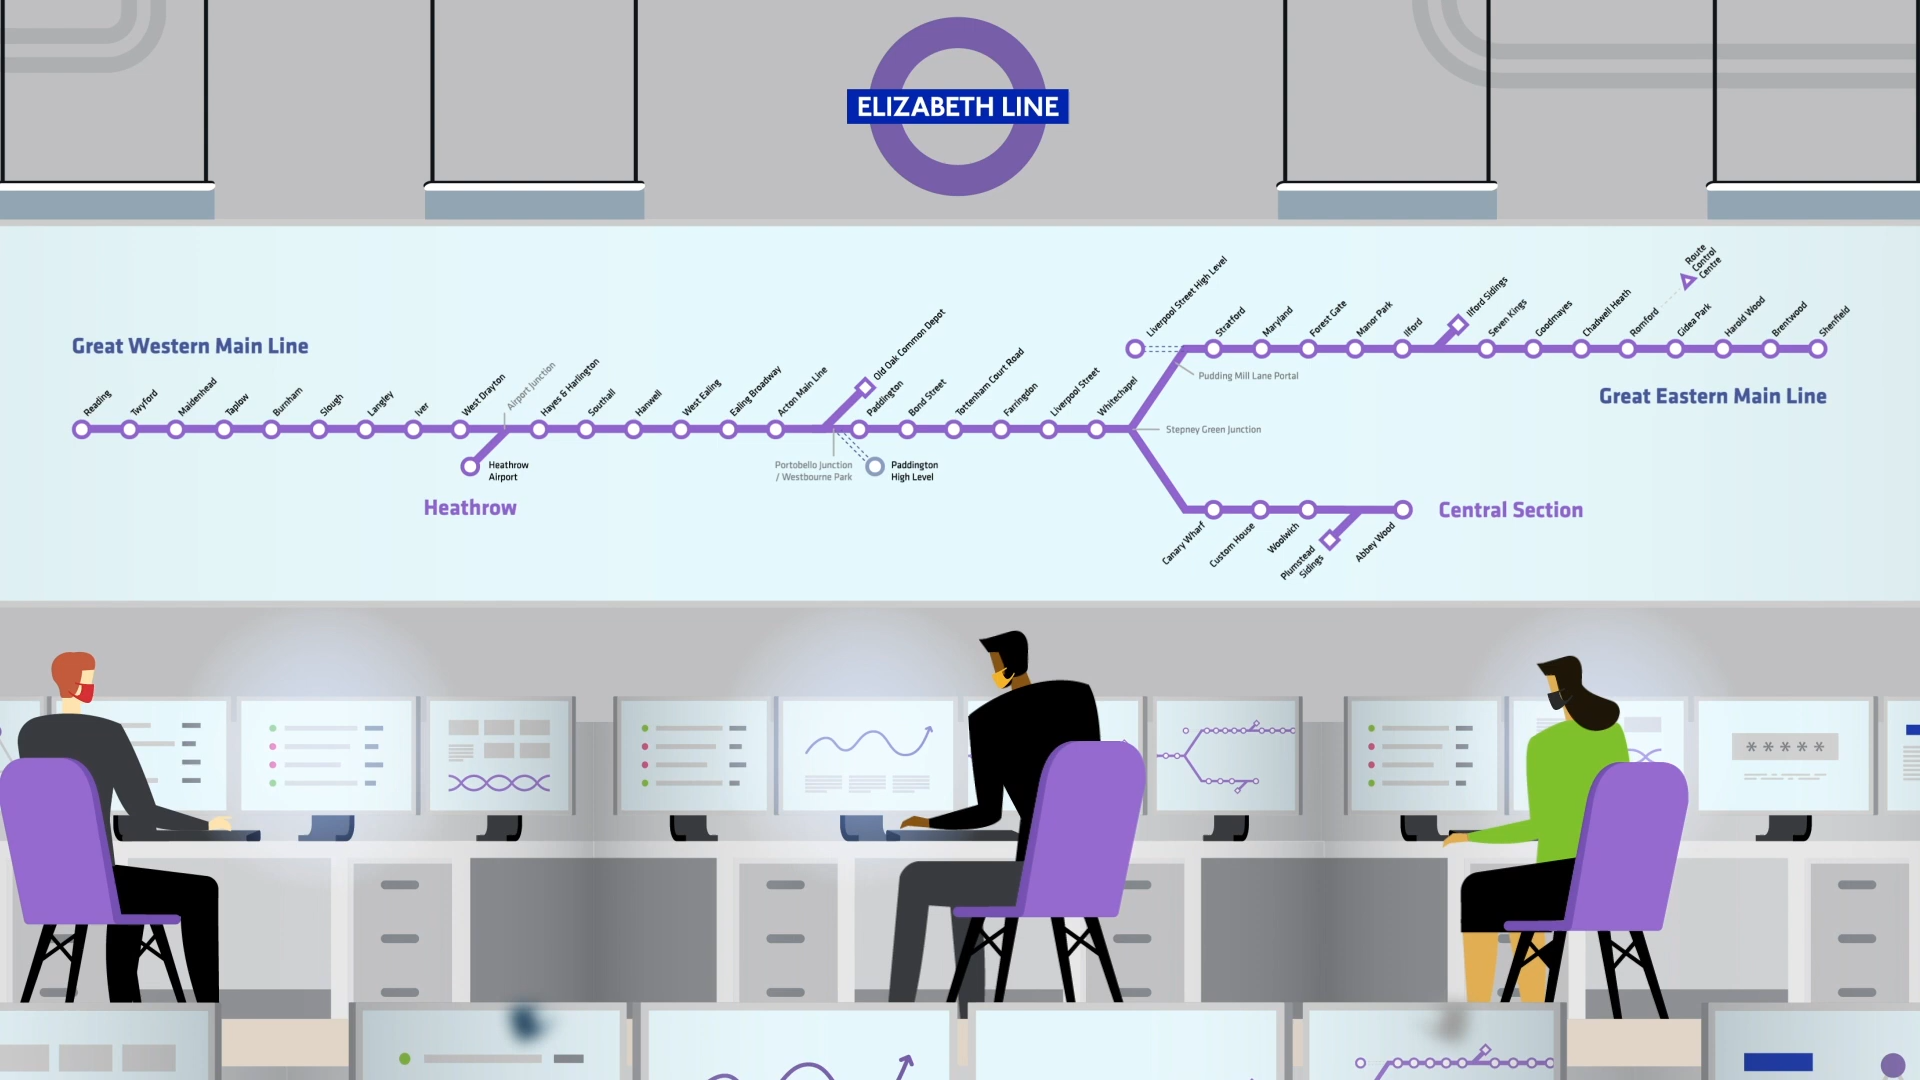 ELIZABETH LINE
Great Western Main Line
Reading
Twyford
Maidenhead
Taplow
Burnham
Slough
Langley
Iver
West Drayton
Airport Junction
Hayes & Harlington
Southall
Hanwell
West Ealing
Ealing Broadway
Acton Main Line
Old Oak Common Depot
Paddington
Bond Street
Tottenham Court Road
Farringdon
Liverpool Street
Whitechapel
Heathrow
Airport
Heathrow
Portobello Junction
/ Westbourne Park
Paddington
High Level
Liverpool Street High Level
Stratford
Maryland
Forest Gate
Manor Park
Ilford
Ilford Sidings
Seven Kings
Goodmayes
Chadwell Heath
Romford
Route
Control
Centre
Gidea Park
Harold Wood
Brentwood
Shenfield
Pudding Mill Lane Portal
Great Eastern Main Line
Stepney Green Junction
Canary Wharf
Custom House
Woolwich
Plumstead
Sidings
Abbey Wood
Central Section
*****